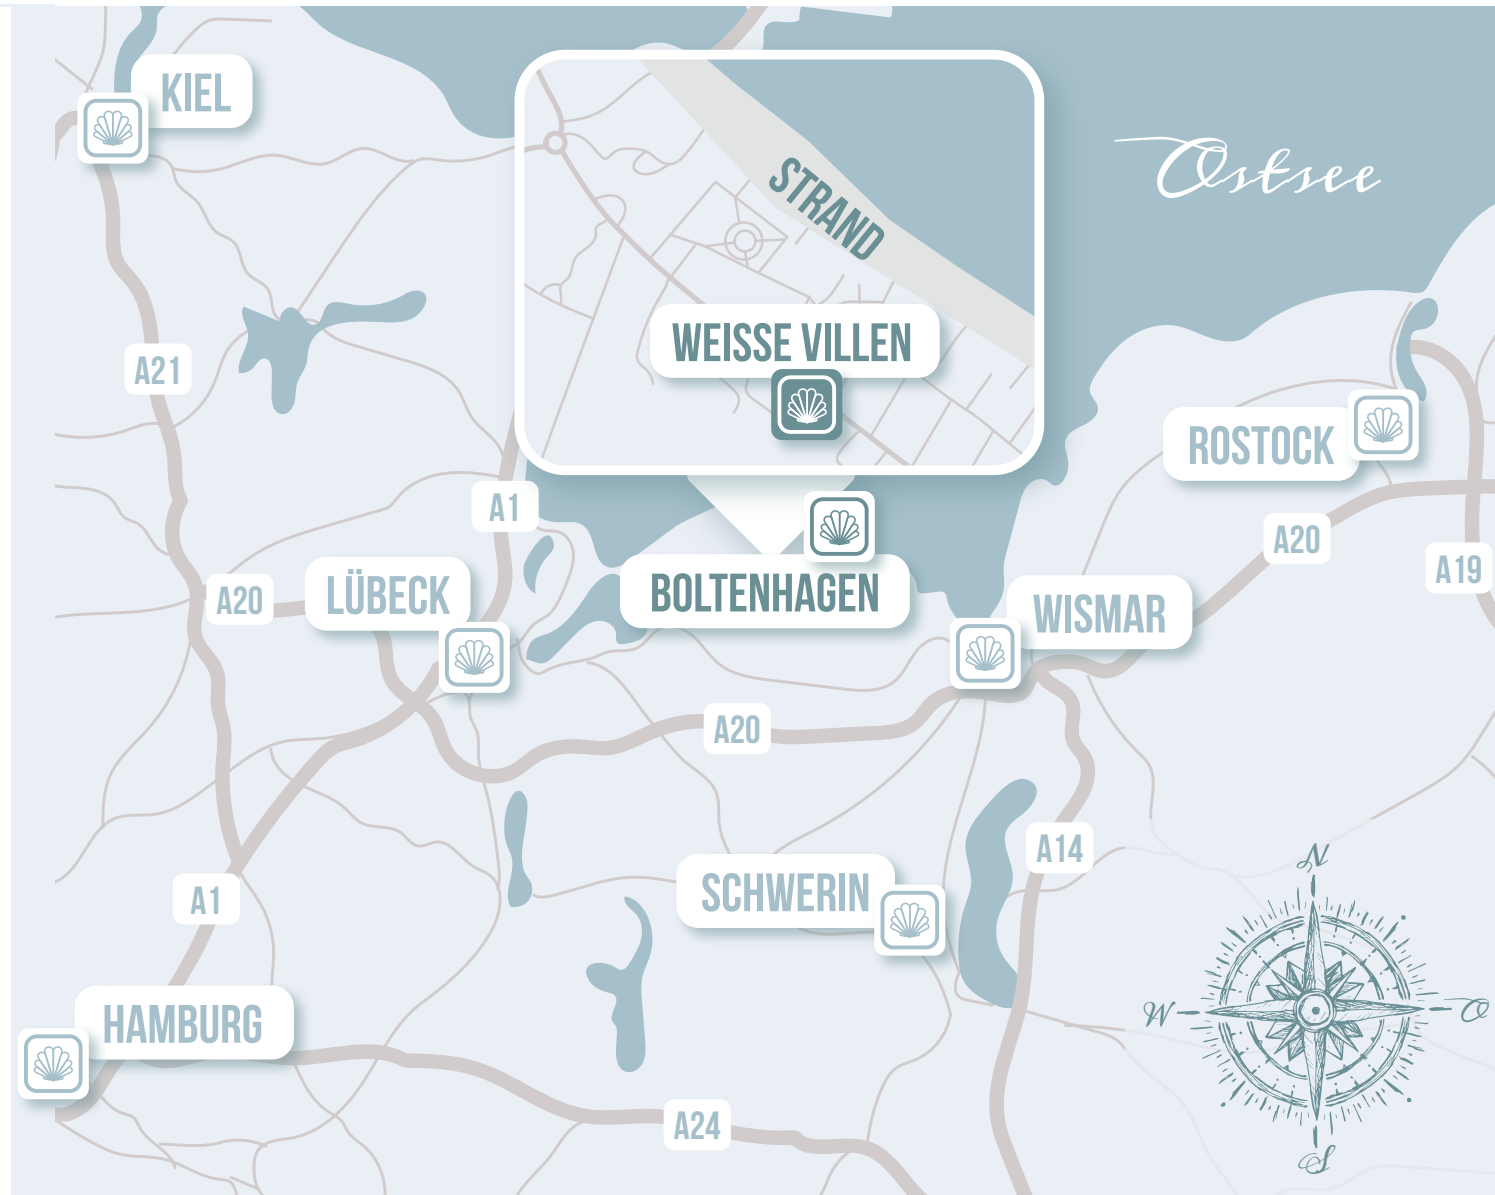 KIEL
Ostsee
STRAND
WEISSE VILLEN
A21
ROSTOCK
A1
A20
A19
BOLTENHAGEN
A20
LÜBECK
WISMAR
A20
A14
SCHWERIN
A1
HAMBURG
A24
N
W
O
S